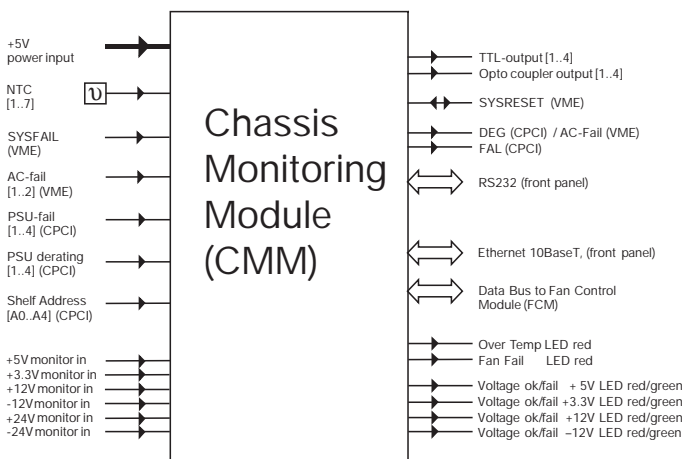 +5V
power input
NTC
[1..7]
υ
SYSFAIL
(VME)
AC-fail
[1..2] (VME)
PSU-fail
[1..4] (CPCI)
PSU derating
[1..4] (CPCI)
Shelf Address
[A0..A4] (CPCI)
+5V monitor in
+3.3V monitor in
+12V monitor in
-12V monitor in
+24V monitor in
-24V monitor in
Chassis
Monitoring
Module
(CMM)
TTL-output [1..4]
Opto coupler output [1..4]
SYSRESET (VME)
DEG (CPCI) / AC-Fail (VME)
FAL (CPCI)
RS232 (front panel)
Ethernet 10BaseT, (front panel)
Data Bus to Fan Control
Module (FCM)
Over Temp LED red
Fan Fail LED red
Voltage ok/fail + 5V LED red/green
Voltage ok/fail +3.3V LED red/green
Voltage ok/fail +12V LED red/green
Voltage ok/fail –12V LED red/green